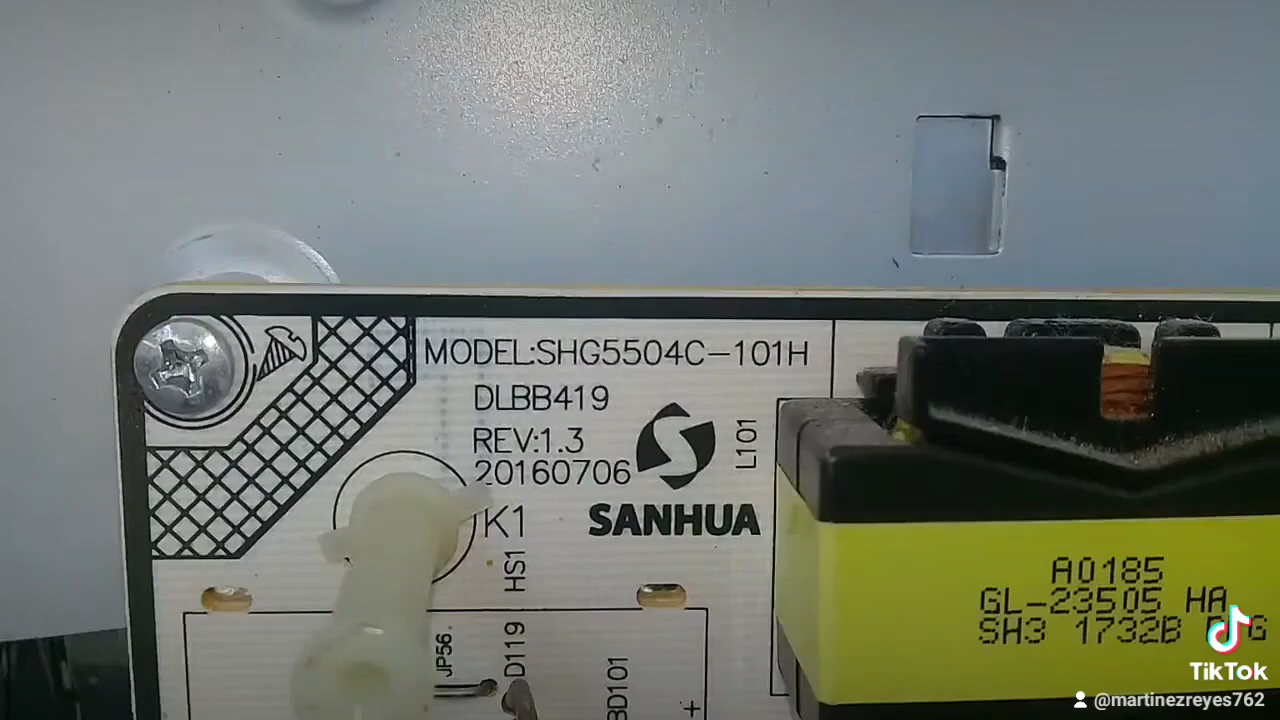 MODEL:SHG5504C-101H
DLBB419
REV:1.3
20160706
K1
SANHUA
L101
HS1
JP56.
D119
BD101
+
A0185
GL-23505 HA
SH3 1732B
TikTok
@martinezreyes762